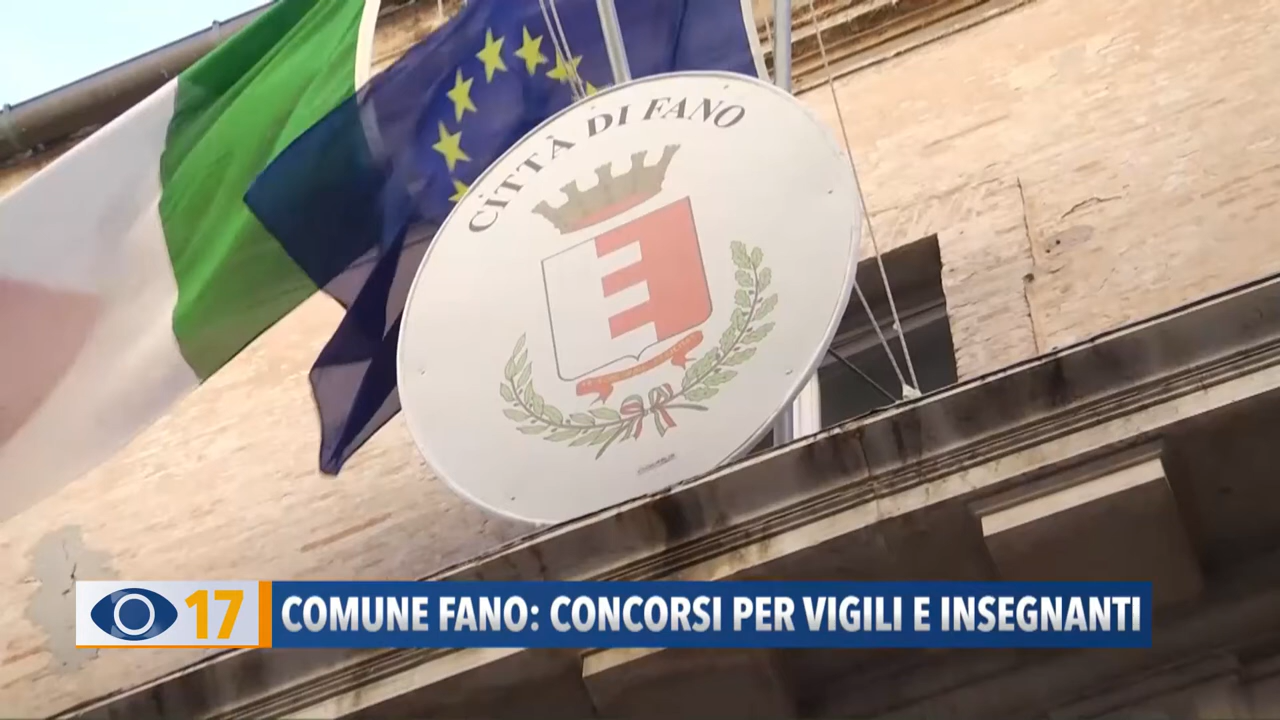 CITTÀ DI FANO
17
COMUNE FANO: CONCORSI PER VIGILI E INSEGNANTI